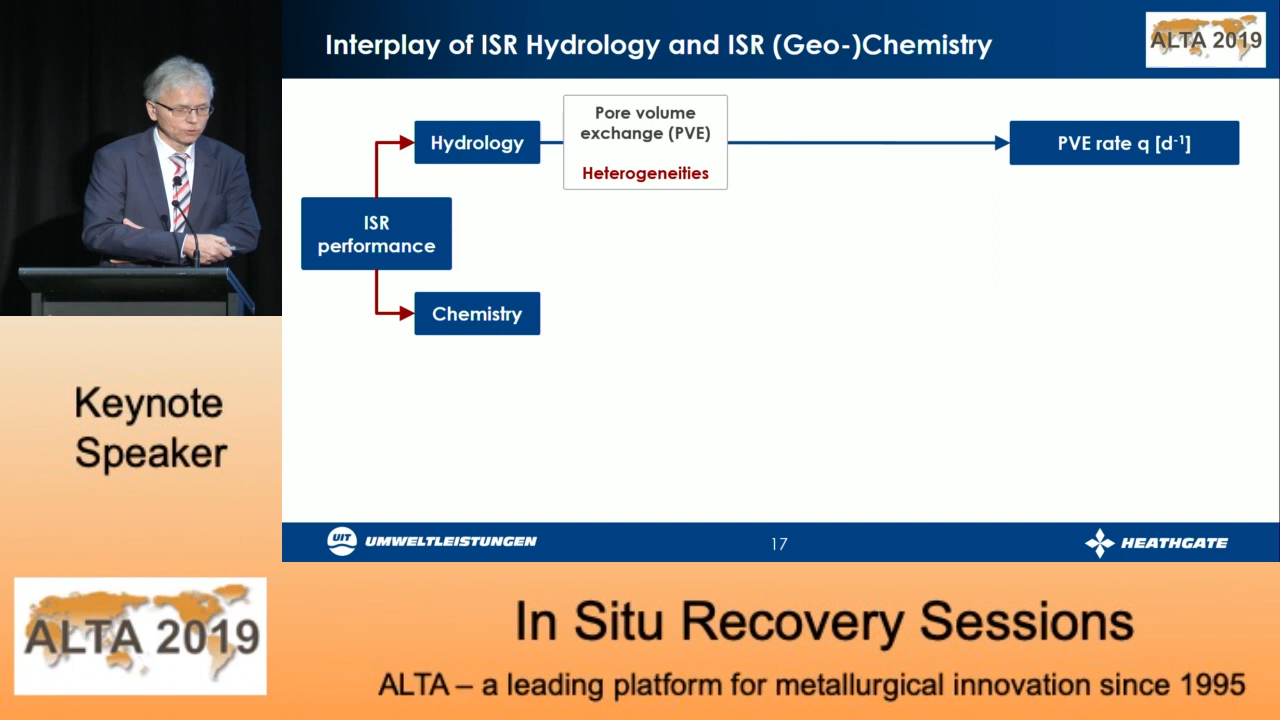 Interplay of ISR Hydrology and ISR (Geo-)Chemistry
ALTA 2019
Pore volume
exchange (PVE)
Heterogeneities
Hydrology
PVE rate q [d⁻¹]
ISR
performance
Chemistry
Keynote
Speaker
UIT UMWELTLEISTUNGEN
17
HEATHGATE
ALTA 2019
In Situ Recovery Sessions
ALTA – a leading platform for metallurgical innovation since 1995